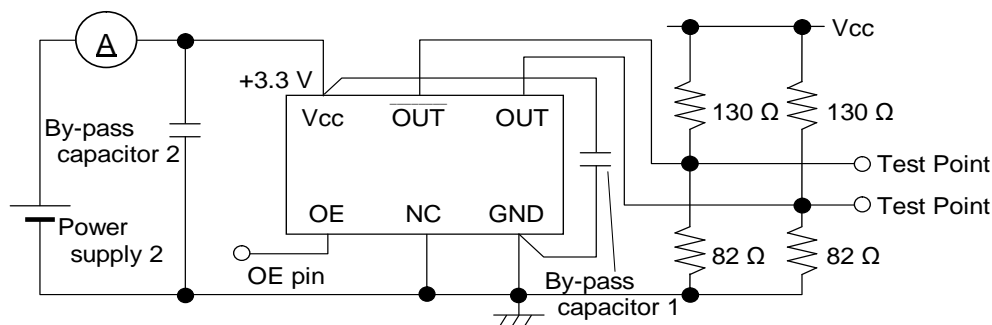 A
Vcc
+3.3 V
Vcc
OUT
OUT
130 Ω
130 Ω
By-pass
capacitor 2
Test Point
Test Point
OE
NC
GND
Power
supply 2
82 Ω
82 Ω
OE pin
By-pass
capacitor 1